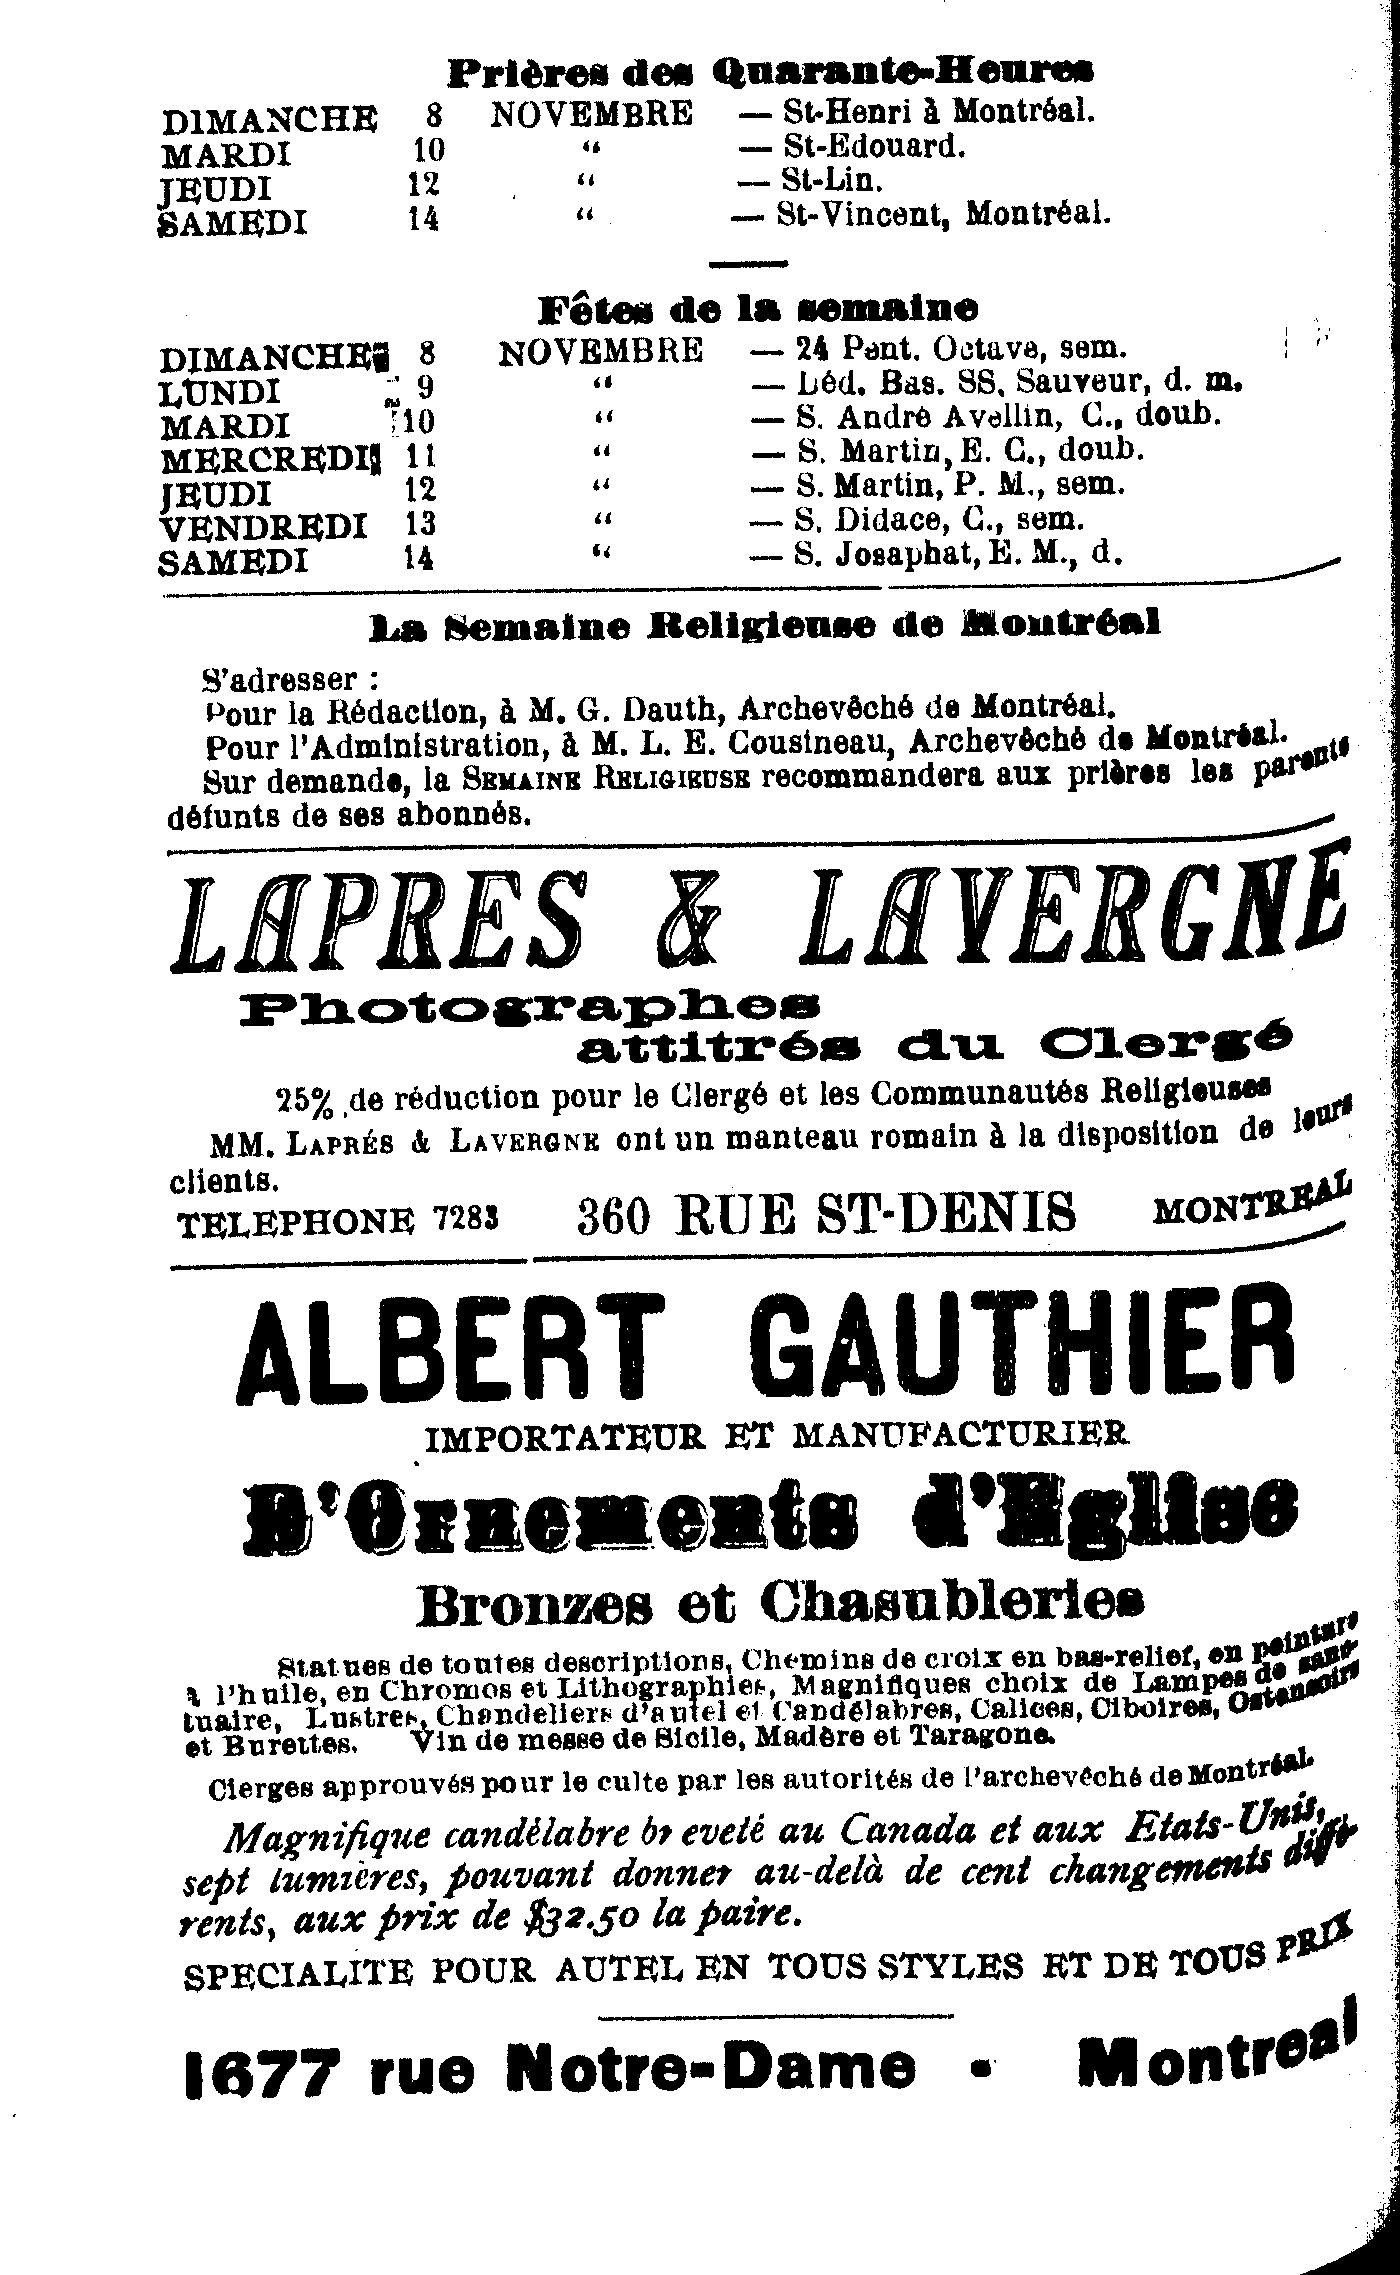 Prières des Quarante-Heures
DIMANCHE 8 NOVEMBRE — St-Henri à Montréal.
MARDI 10 “ — St-Edouard.
JEUDI 12 “ — St-Lin.
SAMEDI 14 “ — St-Vincent, Montréal.
Fêtes de la semaine
DIMANCHE 8 NOVEMBRE — 24 Pent. Octave, sem.
LUNDI 9 “ — Déd. Bas. SS. Sauveur, d. m.
MARDI 10 “ — S. André Avellin, C., doub.
MERCREDI 11 “ — S. Martin, E. C., doub.
JEUDI 12 “ — S. Martin, P. M., sem.
VENDREDI 13 “ — S. Didace, C., sem.
SAMEDI 14 “ — S. Josaphat, E. M., d.
La Semaine Religieuse de Montréal
S'adresser :
Pour la Rédaction, à M. G. Dauth, Archevêché de Montréal.
Pour l'Administration, à M. L. E. Cousineau, Archevêché de Montréal.
Sur demande, la SEMAINE RELIGIEUSE recommandera aux prières les parents
défunts de ses abonnés.
LAPRES & LAVERGNE
Photographes
attitrés du Clergé
25% de réduction pour le Clergé et les Communautés Religieuses
MM. LAPRÉS & LAVERGNE ont un manteau romain à la disposition de leurs
clients.
TELEPHONE 7283 360 RUE ST-DENIS MONTREAL
ALBERT GAUTHIER
IMPORTATEUR ET MANUFACTURIER
D'Ornements d'Eglise
Bronzes et Chasubleries
Statues de toutes descriptions, Chemins de croix en bas-relief, en peinture
à l'huile, en Chromos et Lithographies, Magnifiques choix de Lampes de sanc-
tuaire, Lustres, Chandeliers d'autel et Candélabres, Calices, Ciboires, Ostensoirs
et Burettes. Vin de messe de Sicile, Madère et Taragone.
Cierges approuvés pour le culte par les autorités de l'archevêché de Montréal.
Magnifique candélabre breveté au Canada et aux Etats-Unis,
sept lumières, pouvant donner au-delà de cent changements diffé-
rents, aux prix de $32.50 la paire.
SPECIALITE POUR AUTEL EN TOUS STYLES ET DE TOUS PRIX
1677 rue Notre-Dame - Montreal